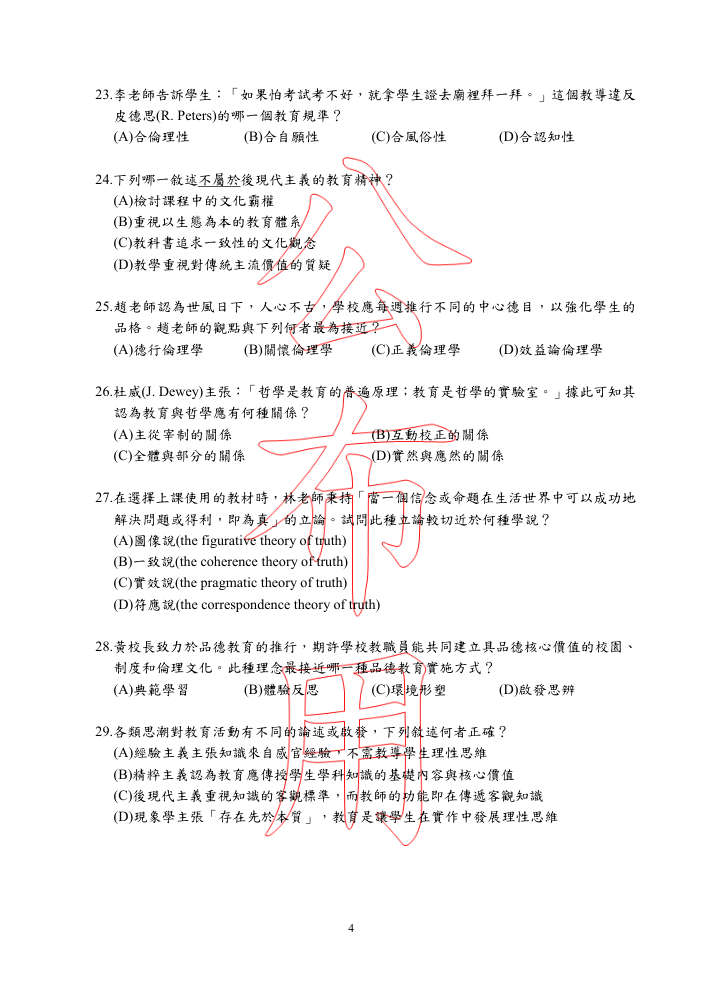 23.李老師告訴學生：「如果怕考試考不好，就拿學生證去廟裡拜一拜。」這個教導違反
皮德思(R. Peters)的哪一個教育規準？
(A)合倫理性 (B)合自願性 (C)合風俗性 (D)合認知性
24.下列哪一敘述不屬於後現代主義的教育精神？
(A)檢討課程中的文化霸權
(B)重視以生態為本的教育體系
(C)教科書追求一致性的文化觀念
(D)教學重視對傳統主流價值的質疑
25.趙老師認為世風日下，人心不古，學校應每週推行不同的中心德目，以強化學生的
品格。趙老師的觀點與下列何者最為接近？
(A)德行倫理學 (B)關懷倫理學 (C)正義倫理學 (D)效益論倫理學
26.杜威(J. Dewey)主張：「哲學是教育的普遍原理；教育是哲學的實驗室。」據此可知其
認為教育與哲學應有何種關係？
(A)主從宰制的關係 (B)互動校正的關係
(C)全體與部分的關係 (D)實然與應然的關係
27.在選擇上課使用的教材時，林老師秉持「當一個信念或命題在生活世界中可以成功地
解決問題或得利，即為真」的立論。試問此種立論較切近於何種學說？
(A)圖像說(the figurative theory of truth)
(B)一致說(the coherence theory of truth)
(C)實效說(the pragmatic theory of truth)
(D)符應說(the correspondence theory of truth)
28.黃校長致力於品德教育的推行，期許學校教職員能共同建立具品德核心價值的校園、
制度和倫理文化。此種理念最接近哪一種品德教育實施方式？
(A)典範學習 (B)體驗反思 (C)環境形塑 (D)啟發思辨
29.各類思潮對教育活動有不同的論述或啟發，下列敘述何者正確？
(A)經驗主義主張知識來自感官經驗，不需教導學生理性思維
(B)精粹主義認為教育應傳授學生學科知識的基礎內容與核心價值
(C)後現代主義重視知識的客觀標準，而教師的功能即在傳遞客觀知識
(D)現象學主張「存在先於本質」，教育是讓學生在實作中發展理性思維
公布用
4